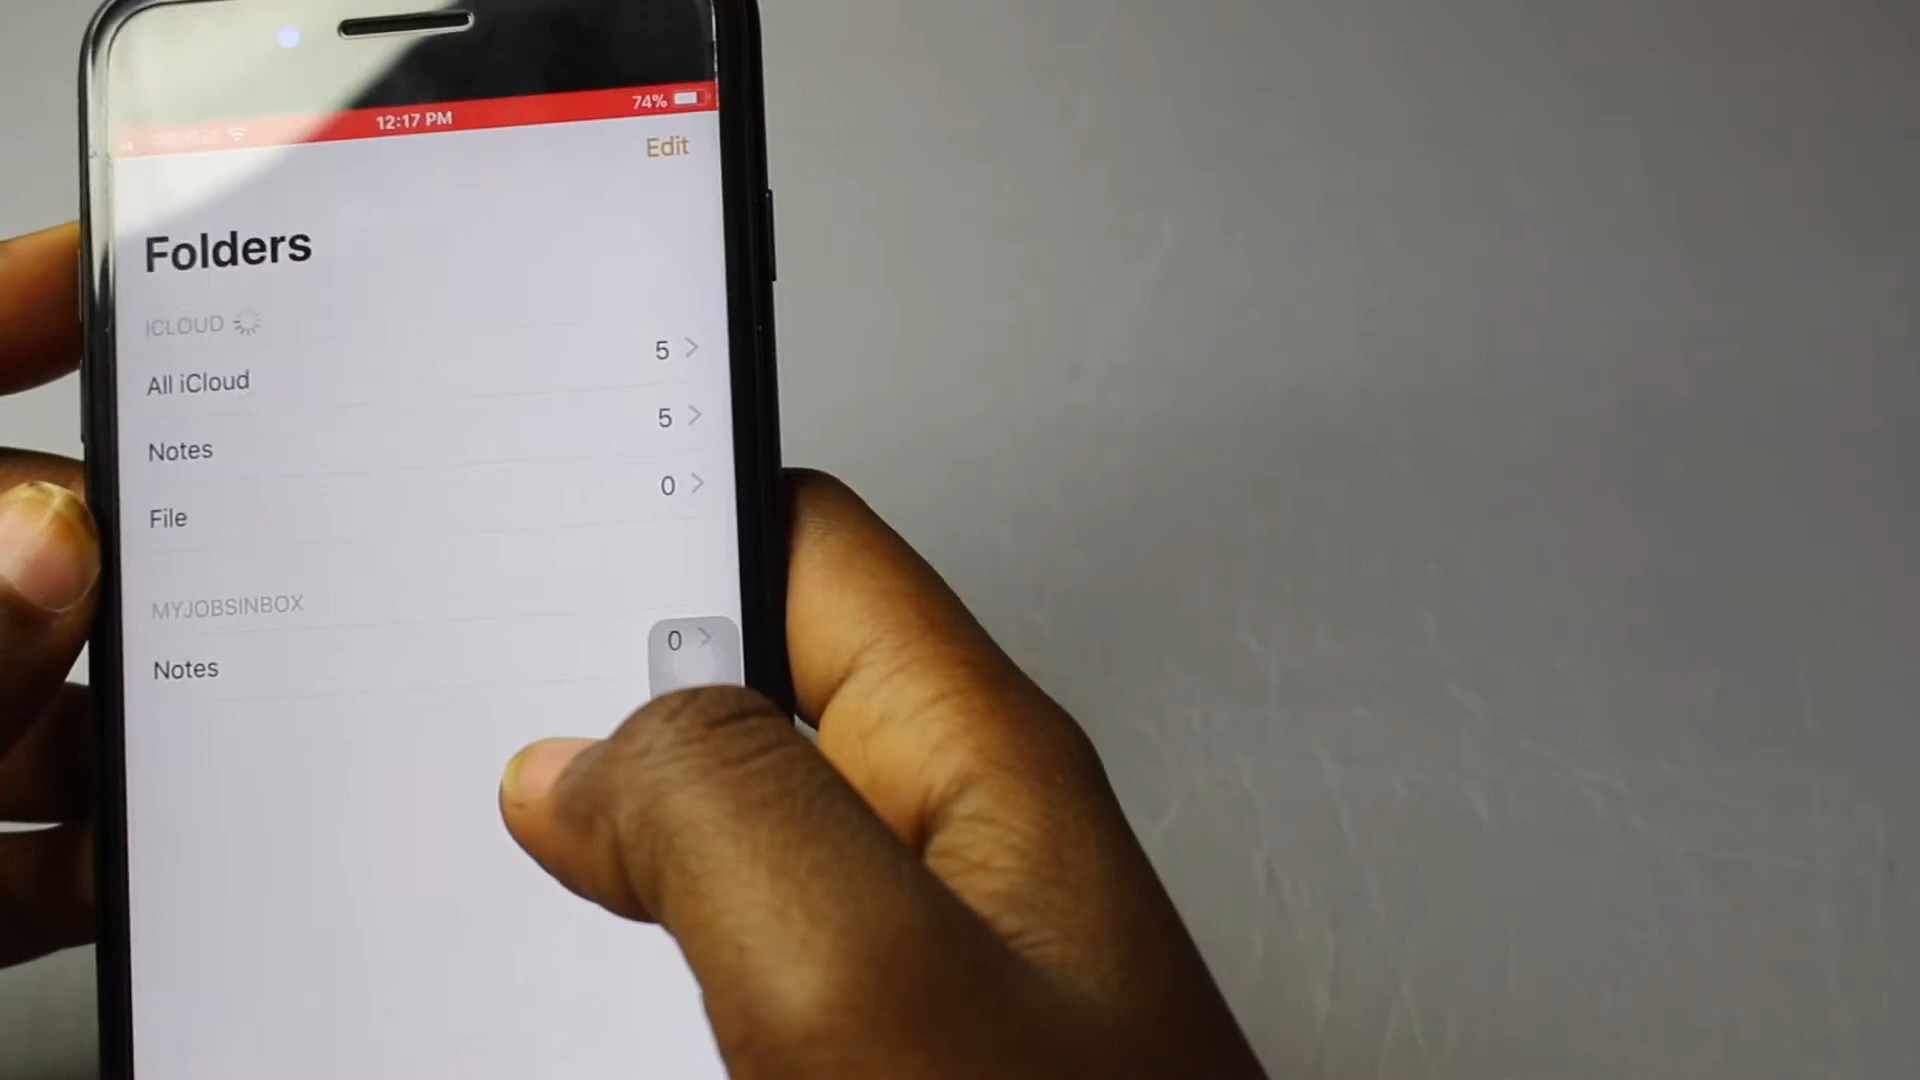 12:17 PM
74%
Edit
Folders
ICLOUD
All iCloud 5
Notes 5
File 0
MYJOBSINBOX
Notes 0